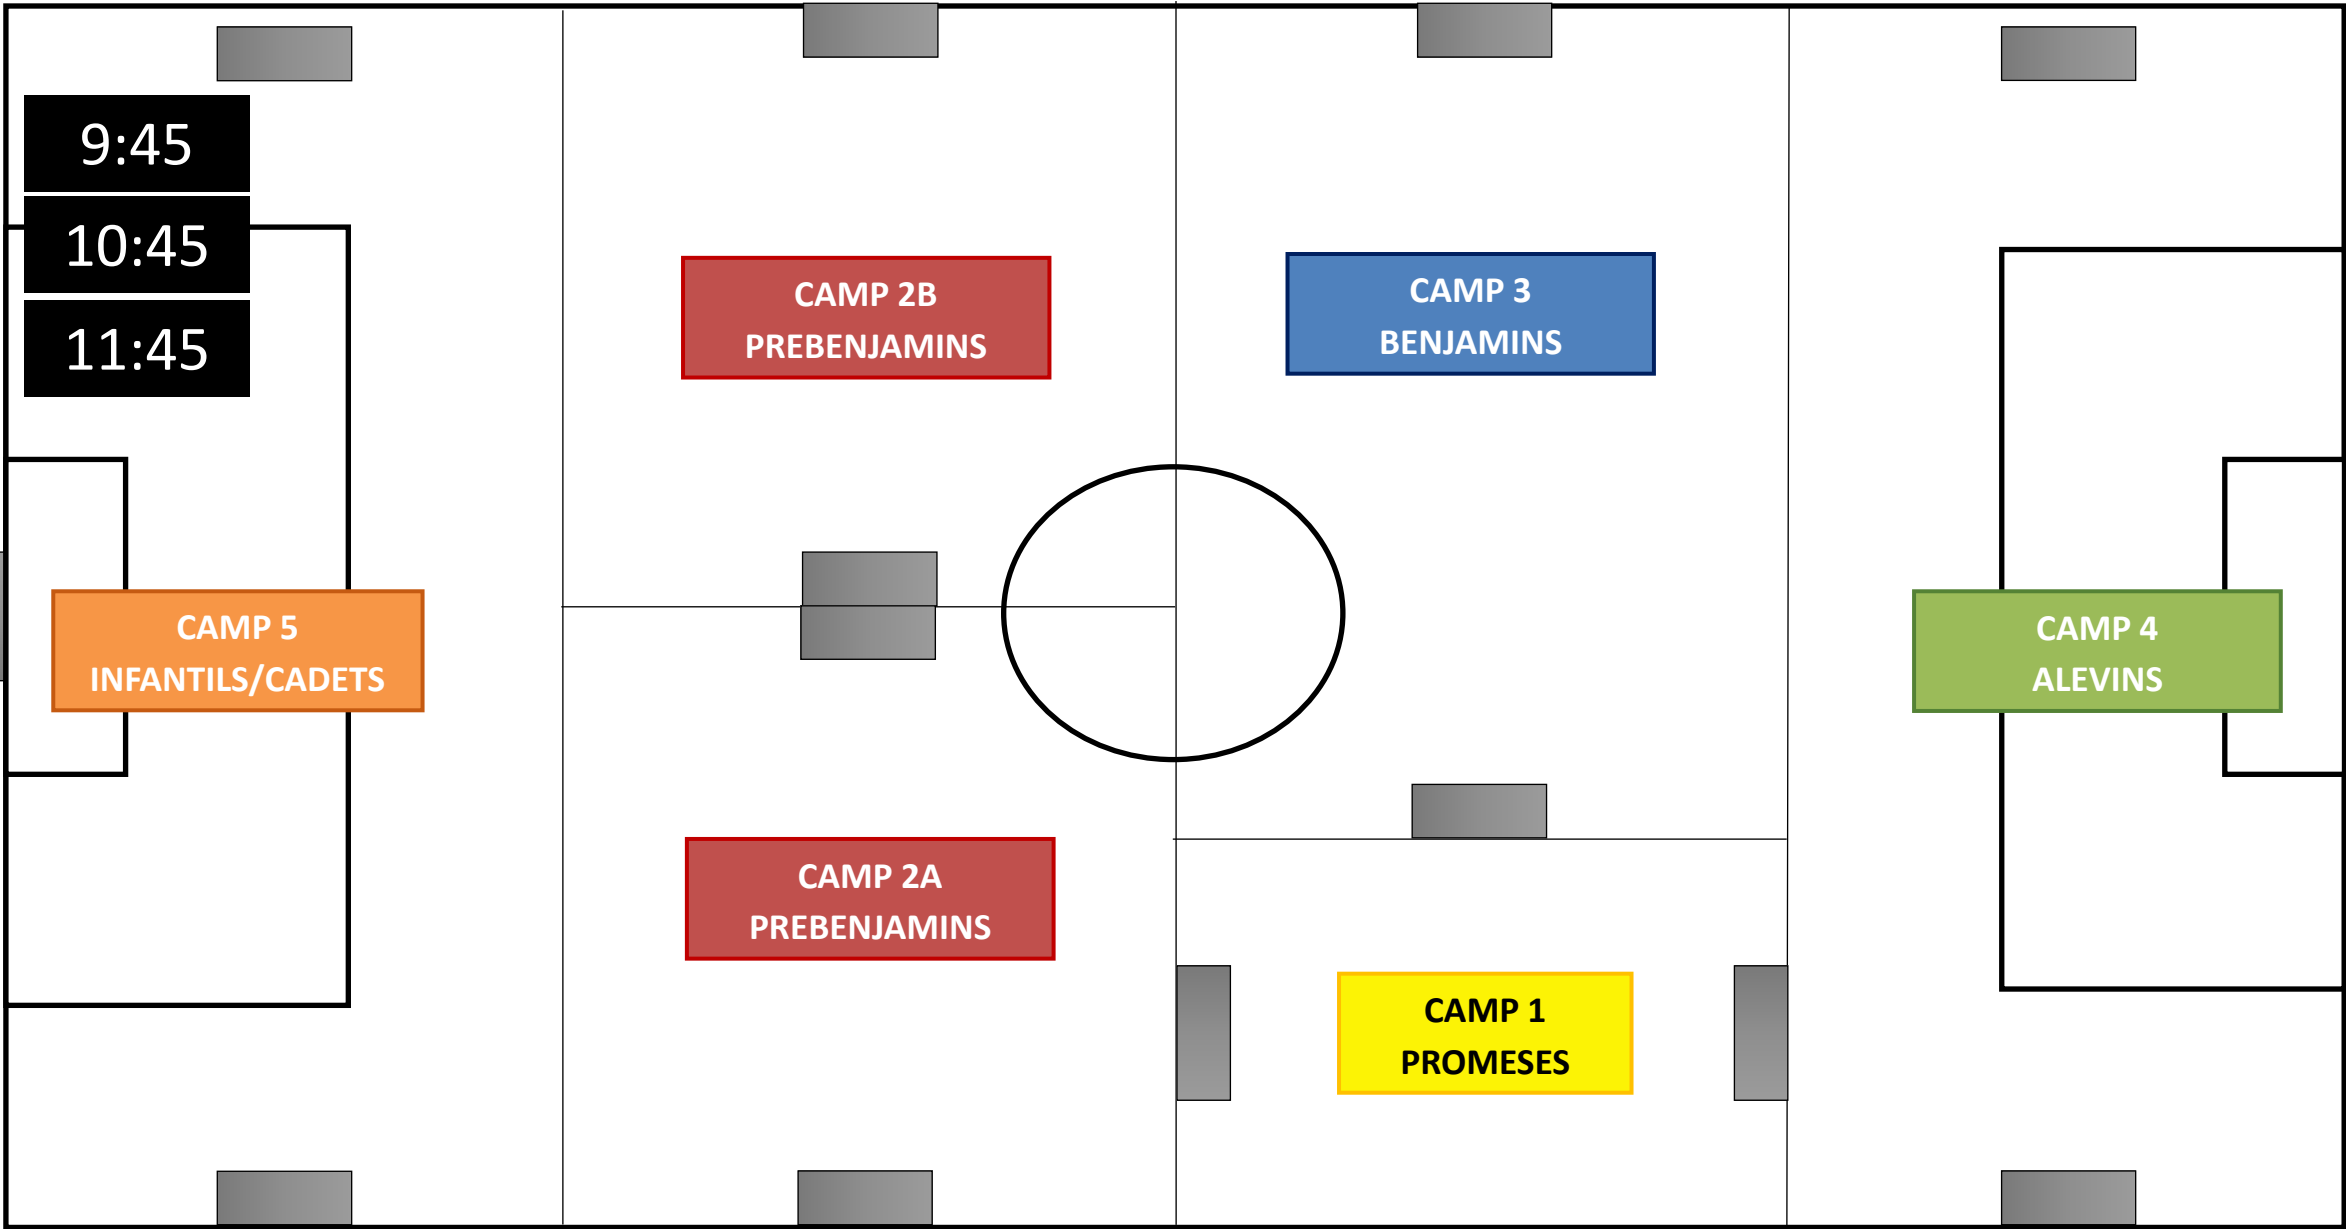 9:45
10:45
11:45
CAMP 2B
PREBENJAMINS
CAMP 3
BENJAMINS
CAMP 5
INFANTILS/CADETS
CAMP 4
ALEVINS
CAMP 2A
PREBENJAMINS
CAMP 1
PROMESES